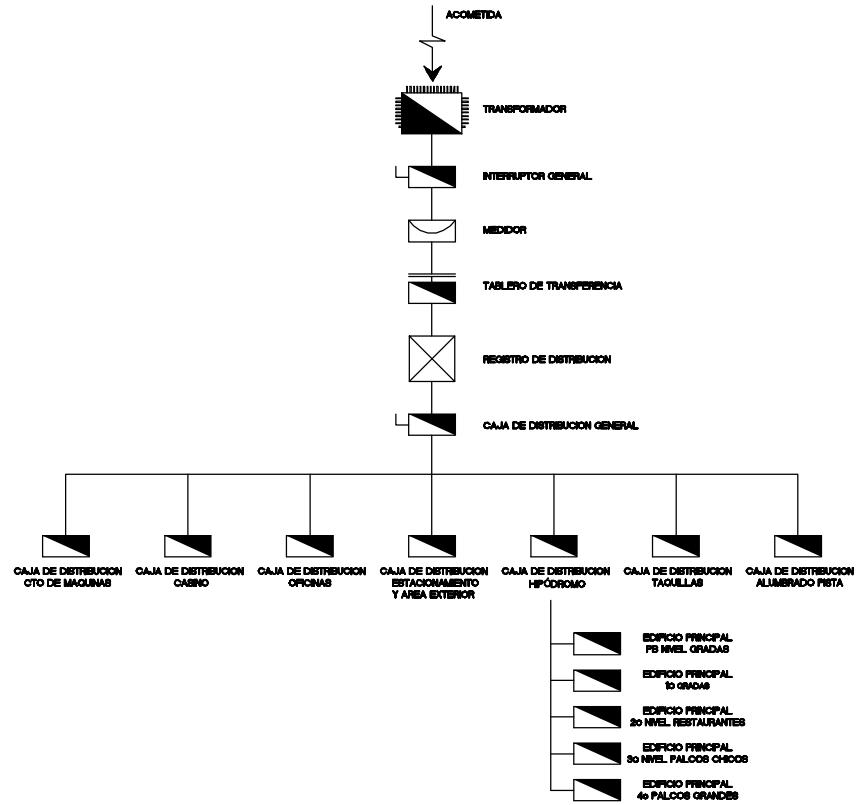 ACOMETIDA
TRANSFORMADOR
INTERRUPTOR GENERAL
MEDIDOR
TABLERO DE TRANSFERENCIA
REGISTRO DE DISTRIBUCION
CAJA DE DISTRIBUCION GENERAL
CAJA DE DISTRIBUCION
CTO DE MAQUINAS
CAJA DE DISTRIBUCION
CASINO
CAJA DE DISTRIBUCION
OFICINAS
CAJA DE DISTRIBUCION
ESTACIONAMIENTO
Y AREA EXTERIOR
CAJA DE DISTRIBUCION
HIPÓDROMO
CAJA DE DISTRIBUCION
TAQUILLAS
CAJA DE DISTRIBUCION
ALUMBRADO PISTA
EDIFICIO PRINCIPAL
PB NIVEL GRADAS
EDIFICIO PRINCIPAL
1o GRADAS
EDIFICIO PRINCIPAL
2o NIVEL RESTAURANTES
EDIFICIO PRINCIPAL
3o NIVEL PALCOS CHICOS
EDIFICIO PRINCIPAL
4o PALCOS GRANDES